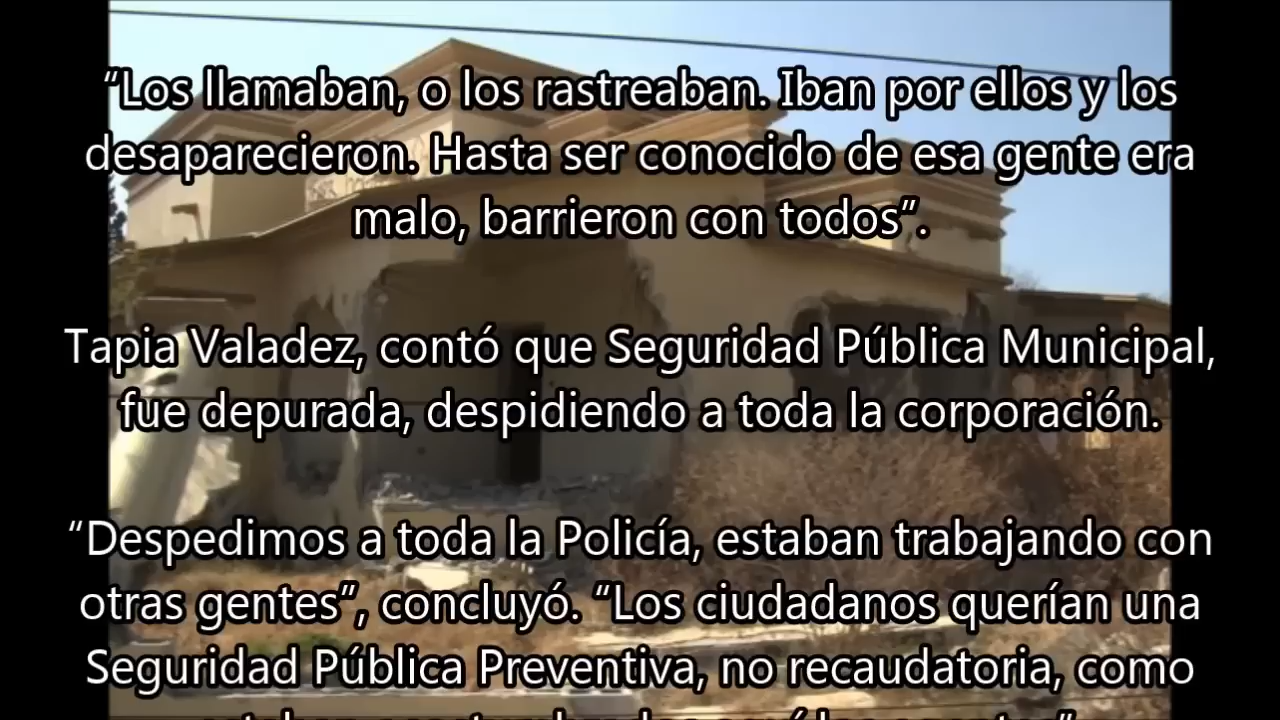 “Los llamaban, o los rastreaban. Iban por ellos y los
desaparecieron. Hasta ser conocido de esa gente era
malo, barrieron con todos”.
Tapia Valadez, contó que Seguridad Pública Municipal,
fue depurada, despidiendo a toda la corporación.
“Despedimos a toda la Policía, estaban trabajando con
otras gentes”, concluyó. “Los ciudadanos querían una
Seguridad Pública Preventiva, no recaudatoria, como